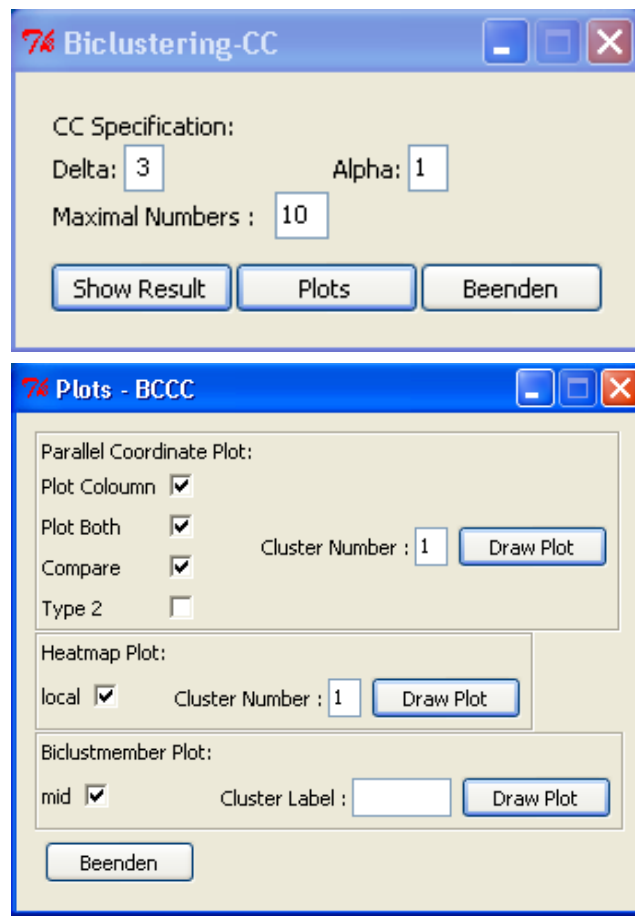 Biclustering-CC
CC Specification:
Delta: 3 Alpha: 1
Maximal Numbers : 10
Show Result Plots Beenden
Plots - BCCC
Parallel Coordinate Plot:
Plot Coloumn
Plot Both
Cluster Number : 1 Draw Plot
Compare
Type 2
Heatmap Plot:
local Cluster Number : 1 Draw Plot
Biclustmember Plot:
mid Cluster Label : Draw Plot
Beenden